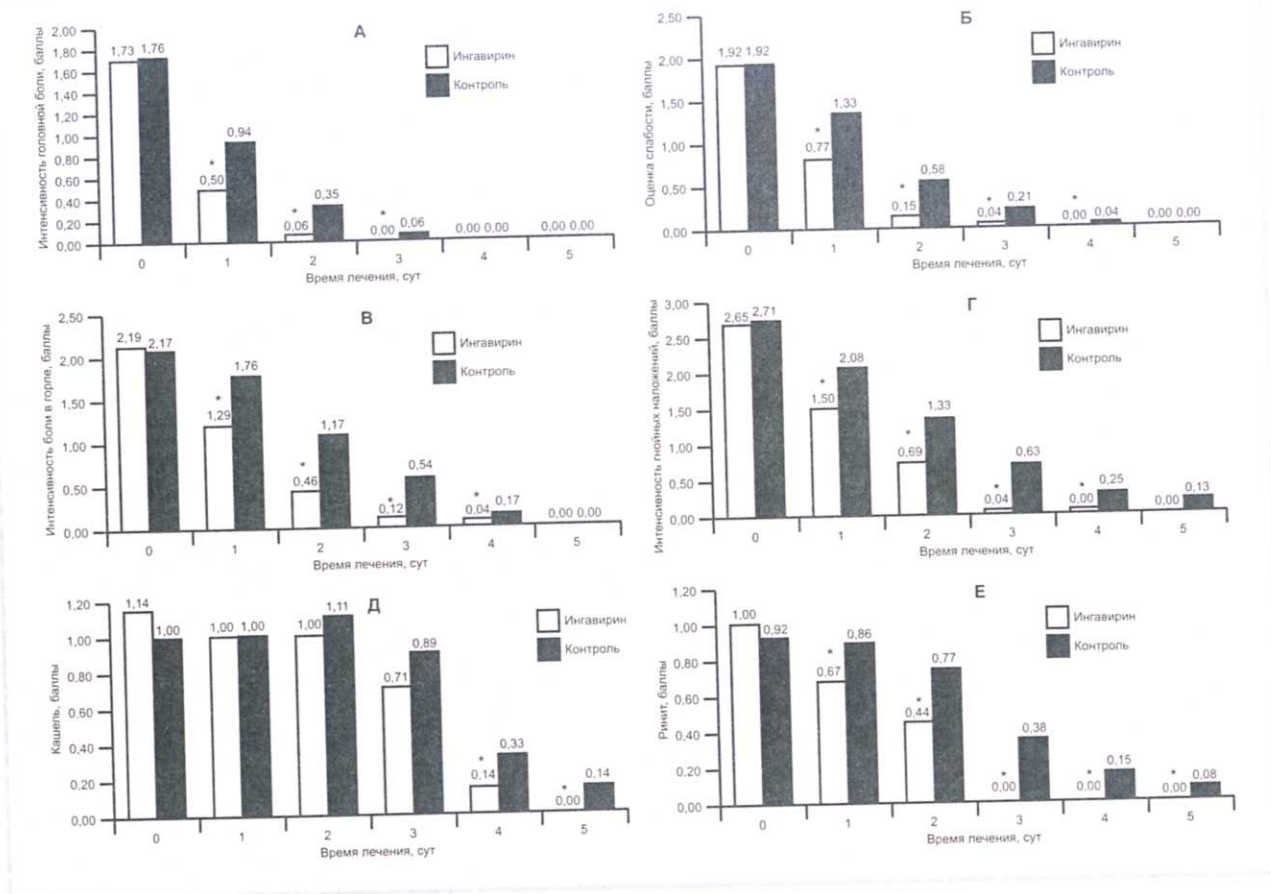 А
Интенсивность головной боли, баллы
2,00
1,80
1,60
1,40
1,20
1,00
0,80
0,60
0,40
0,20
0,00
1,73 1,76
* 0,50 0,94
* 0,06 0,35
* 0,00 0,06
0,00 0,00
0,00 0,00
Ингавирин
Контроль
0 1 2 3 4 5
Время лечения, сут
Б
Оценка слабости, баллы
2,50
2,00
1,50
1,00
0,50
0,00
1,92 1,92
* 0,77 1,33
* 0,15 0,58
* 0,04 0,21
* 0,00 0,04
0,00 0,00
Ингавирин
Контроль
0 1 2 3 4 5
Время лечения, сут
В
Интенсивность боли в горле, баллы
2,50
2,00
1,50
1,00
0,50
0,00
2,19 2,17
* 1,29 1,76
* 0,46 1,17
* 0,12 0,54
* 0,04 0,17
0,00 0,00
Ингавирин
Контроль
0 1 2 3 4 5
Время лечения, сут
Г
Интенсивность гнойных наложений, баллы
3,00
2,50
2,00
1,50
1,00
0,50
0,00
2,65 2,71
* 1,50 2,08
* 0,69 1,33
* 0,04 0,63
* 0,00 0,25
0,00 0,13
Ингавирин
Контроль
0 1 2 3 4 5
Время лечения, сут
Д
Кашель, баллы
1,20
1,00
0,80
0,60
0,40
0,20
0,00
1,14 1,00
1,00 1,00
1,00 1,11
0,71 0,89
* 0,14 0,33
* 0,00 0,14
Ингавирин
Контроль
0 1 2 3 4 5
Время лечения, сут
Е
Ринит, баллы
1,20
1,00
0,80
0,60
0,40
0,20
0,00
1,00 0,92
* 0,67 0,86
* 0,44 0,77
* 0,00 0,38
* 0,00 0,15
* 0,00 0,08
Ингавирин
Контроль
0 1 2 3 4 5
Время лечения, сут